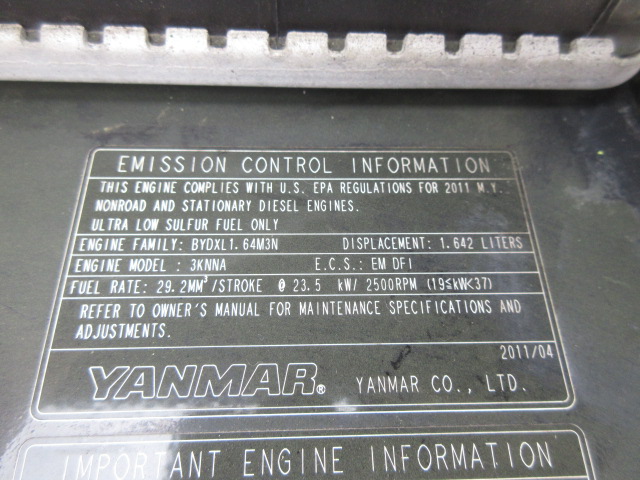 EMISSION CONTROL INFORMATION
THIS ENGINE COMPLIES WITH U.S. EPA REGULATIONS FOR 2011 M.Y.
NONROAD AND STATIONARY DIESEL ENGINES.
ULTRA LOW SULFUR FUEL ONLY
ENGINE FAMILY: BYDXL1.64M3N DISPLACEMENT: 1.642 LITERS
ENGINE MODEL : 3KNNA E.C.S.: EM DFI
FUEL RATE: 29.2MM³/STROKE @ 23.5 kW/ 2500RPM (19≤kW<37)
REFER TO OWNER'S MANUAL FOR MAINTENANCE SPECIFICATIONS AND
ADJUSTMENTS.
2011/04
YANMAR® YANMAR CO., LTD.
IMPORTANT ENGINE INFORMATION